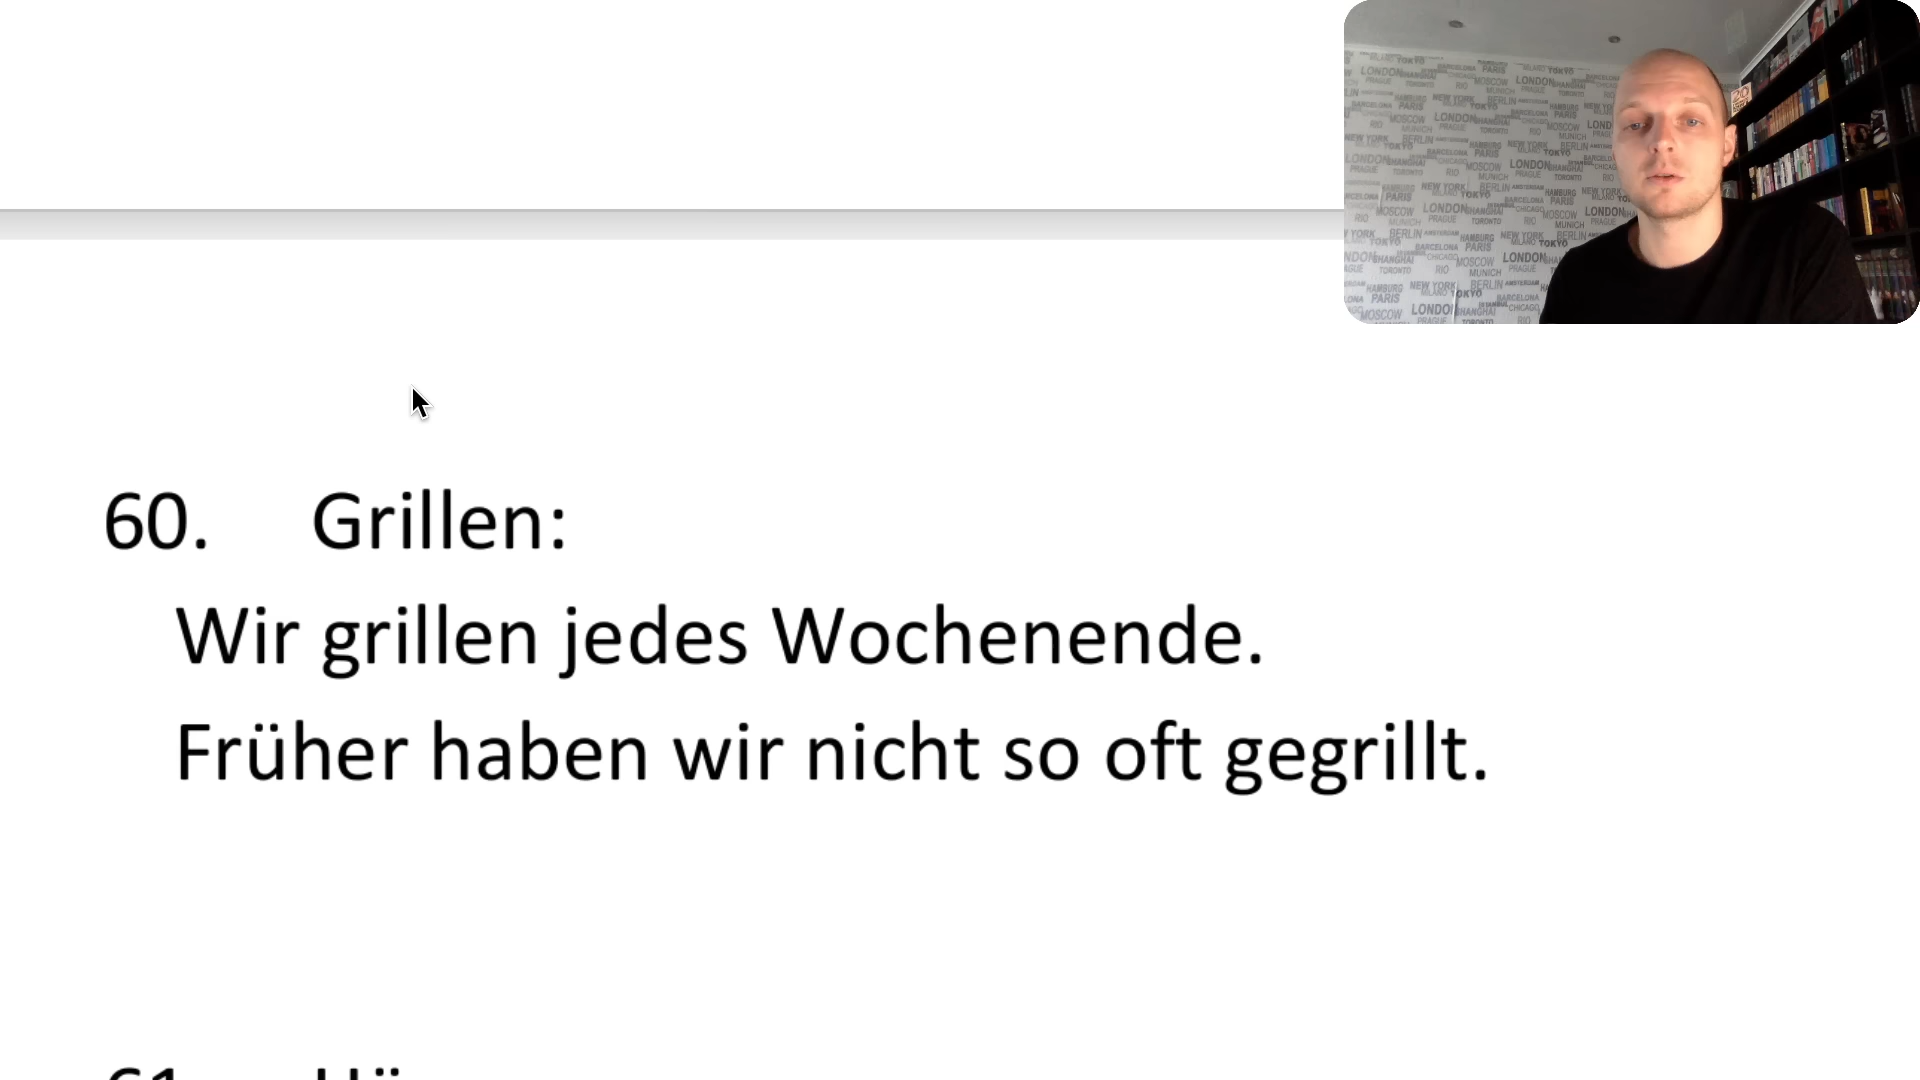 60. Grillen:
Wir grillen jedes Wochenende.
Früher haben wir nicht so oft gegrillt.